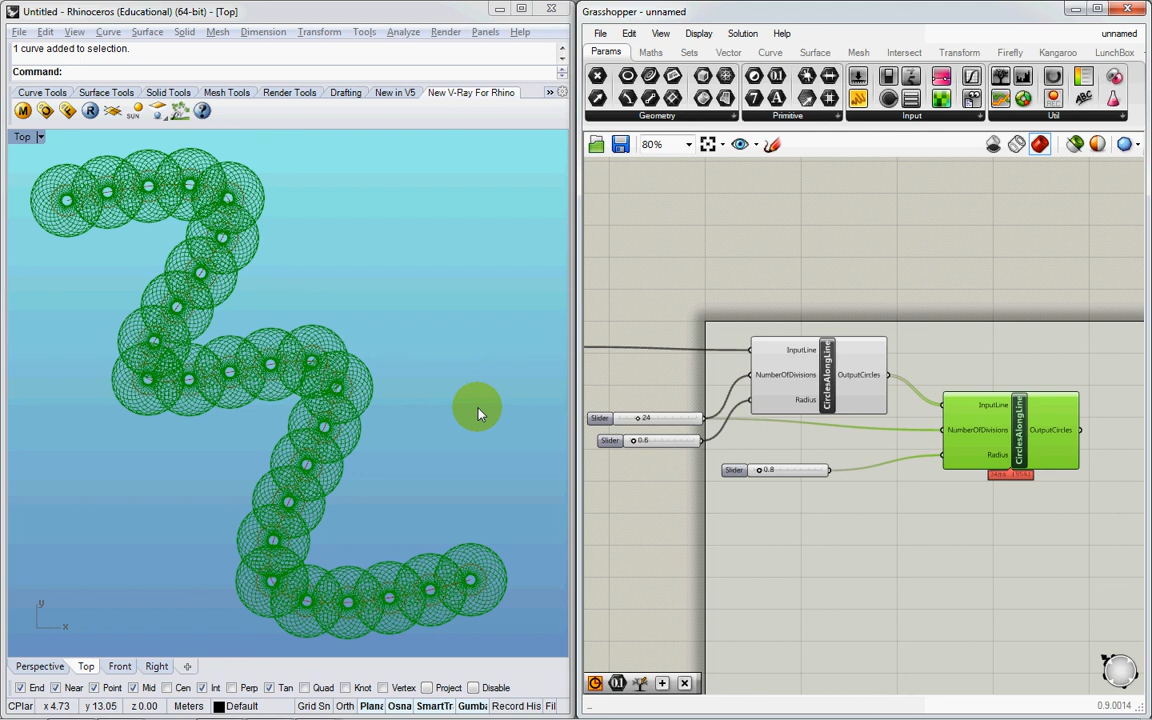 Untitled - Rhinoceros (Educational) (64-bit) - [Top]
File Edit View Curve Surface Solid Mesh Dimension Transform Tools Analyze Render Panels Help
1 curve added to selection.
Command:
Curve Tools Surface Tools Solid Tools Mesh Tools Render Tools Drafting New in V5 New V-Ray For Rhino »
M R SUN ?
Top
y
x
Perspective Top Front Right
End Near Point Mid Cen Int Perp Tan Quad Knot Vertex Project Disable
CPlar x 4.73 y 13.05 z 0.00 Meters Default Grid Sn Orth Plana Osna SmartTr Gumba Record His Fil
Grasshopper - unnamed
File Edit View Display Solution Help unnamed
Params Maths Sets Vector Curve Surface Mesh Intersect Transform Firefly Kangaroo LunchBox
Geometry Primitive Input Util
80%
InputLine
NumberOfDivisions
Radius
CirclesAlongLine
OutputCircles
Slider 24
Slider 0.6
Slider 0.8
InputLine
NumberOfDivisions
Radius
CirclesAlongLine
OutputCircles
0.9.0014